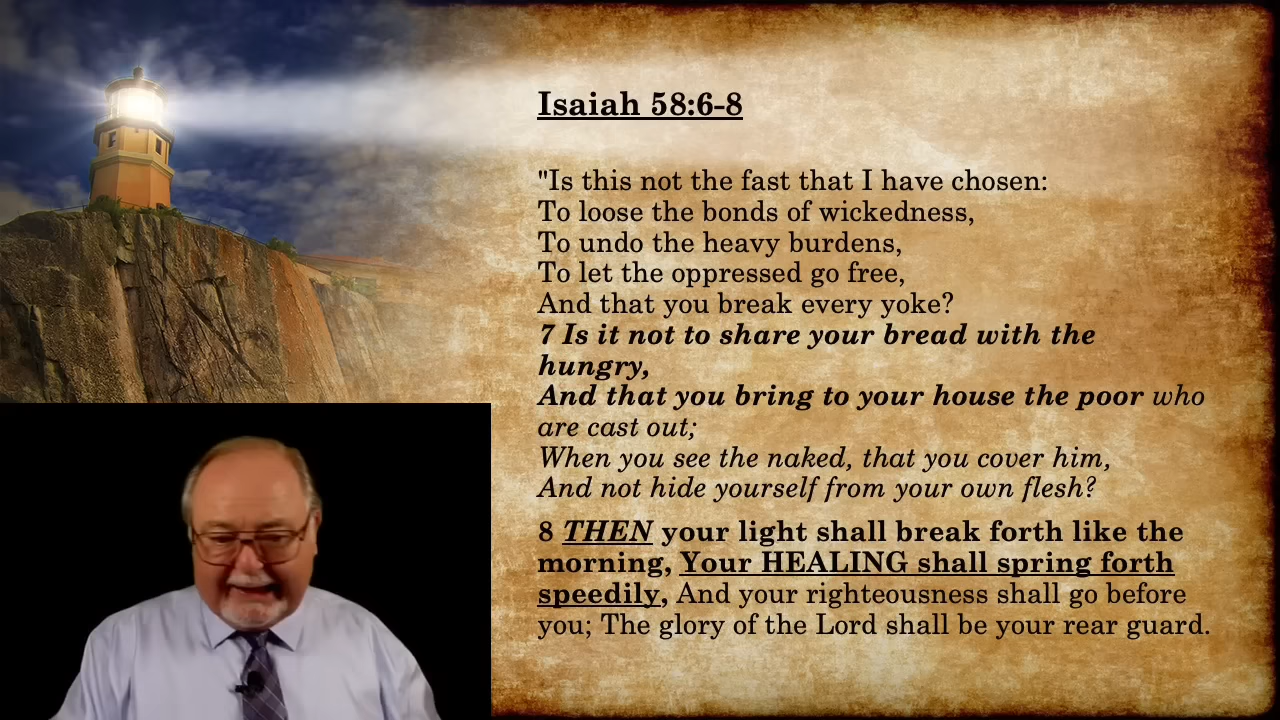 Isaiah 58:6-8
"Is this not the fast that I have chosen:
To loose the bonds of wickedness,
To undo the heavy burdens,
To let the oppressed go free,
And that you break every yoke?
7 Is it not to share your bread with the
hungry,
And that you bring to your house the poor who
are cast out;
When you see the naked, that you cover him,
And not hide yourself from your own flesh?
8 THEN your light shall break forth like the
morning, Your HEALING shall spring forth
speedily, And your righteousness shall go before
you; The glory of the Lord shall be your rear guard.